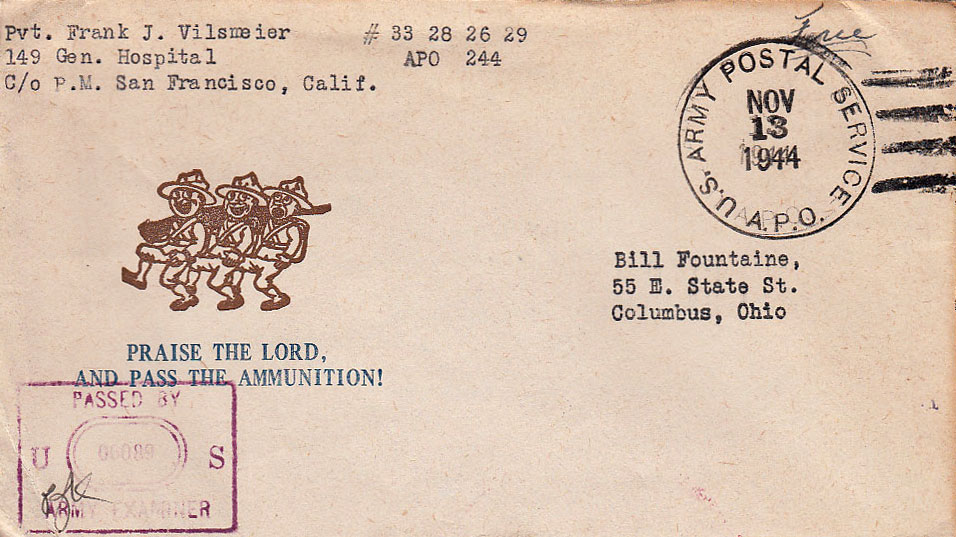 Pvt. Frank J. Vilsmeier # 33 28 26 29
149 Gen. Hospital APO 244
C/o P.M. San Francisco, Calif.
Free
U.S. ARMY POSTAL SERVICE
NOV
13
1944
A.P.O.
Bill Fountaine,
55 E. State St.
Columbus, Ohio
PRAISE THE LORD,
AND PASS THE AMMUNITION!
PASSED BY
U S
ARMY EXAMINER